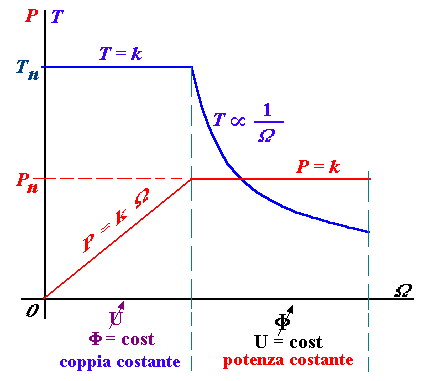 P T
T = k
Tn
T ∝ 1/Ω
P = k
Pn
P = k Ω
0
Ω
U
Φ = cost
coppia costante
Φ
U = cost
potenza costante